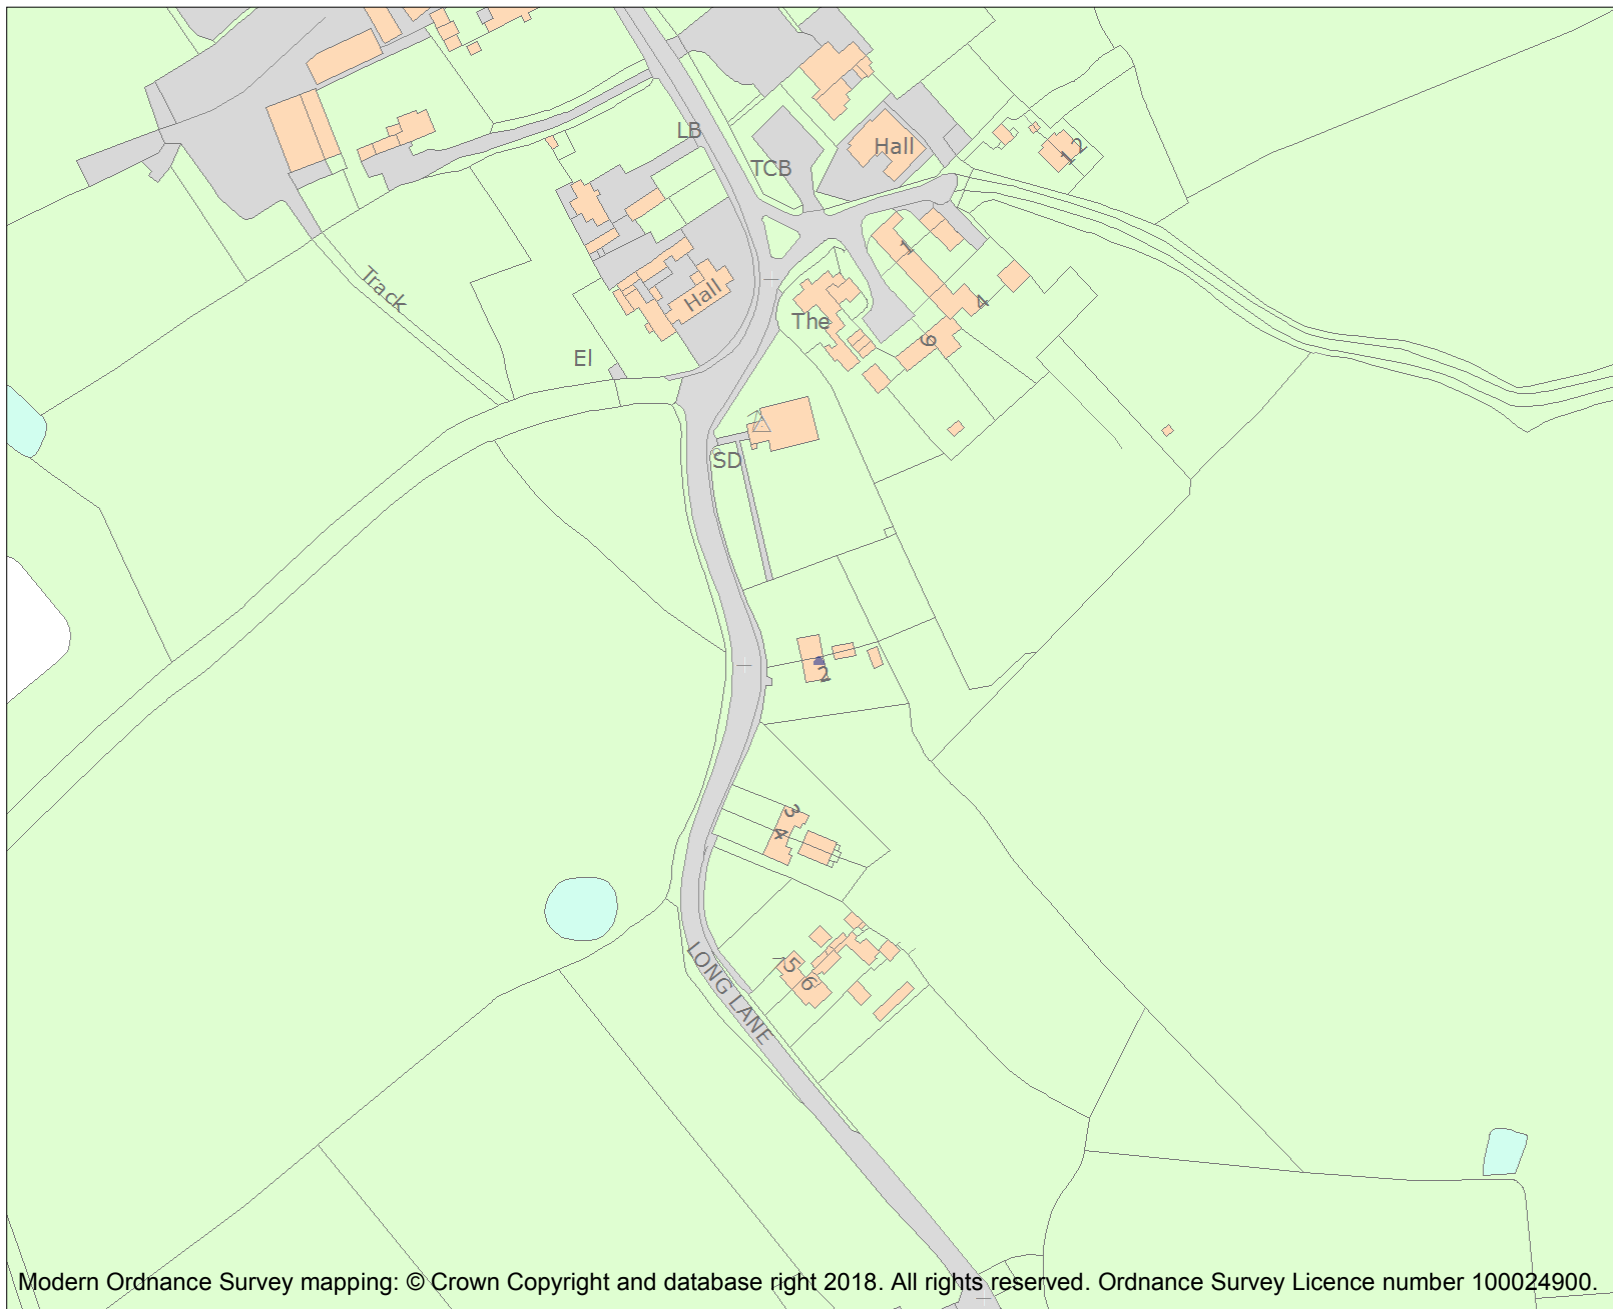 LB
Hall
TCB
1 2
Track
Hall
1
4
The
6
El
SD
2
3
4
5
6
LONG LANE
Modern Ordnance Survey mapping: © Crown Copyright and database right 2018. All rights reserved. Ordnance Survey Licence number 100024900.